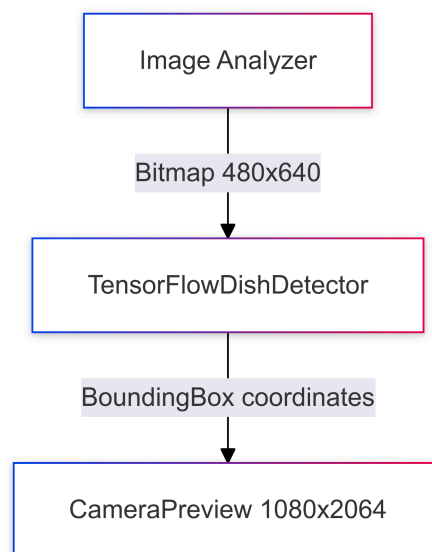 Image Analyzer
Bitmap 480x640
TensorFlowDishDetector
BoundingBox coordinates
CameraPreview 1080x2064